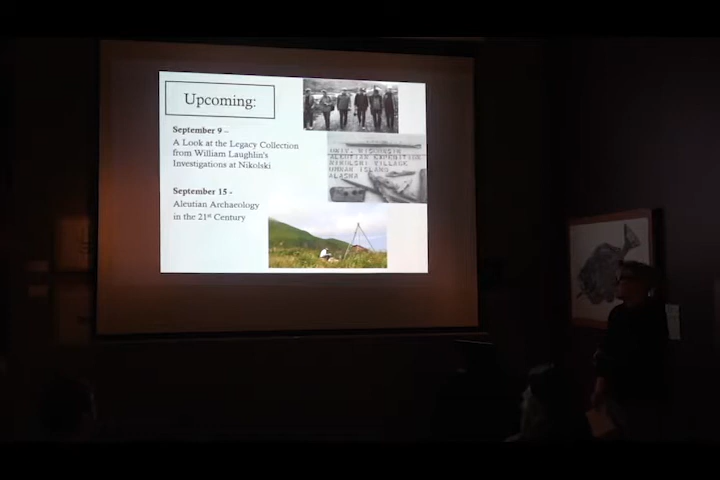 Upcoming:
September 9 –
A Look at the Legacy Collection
from William Laughlin's
Investigations at Nikolski
UNIV. WISCONSIN
ALEUTIAN EXPEDITION
NIKOLSKI VILLAGE
UMNAK ISLAND
ALASKA
September 15 -
Aleutian Archaeology
in the 21st Century